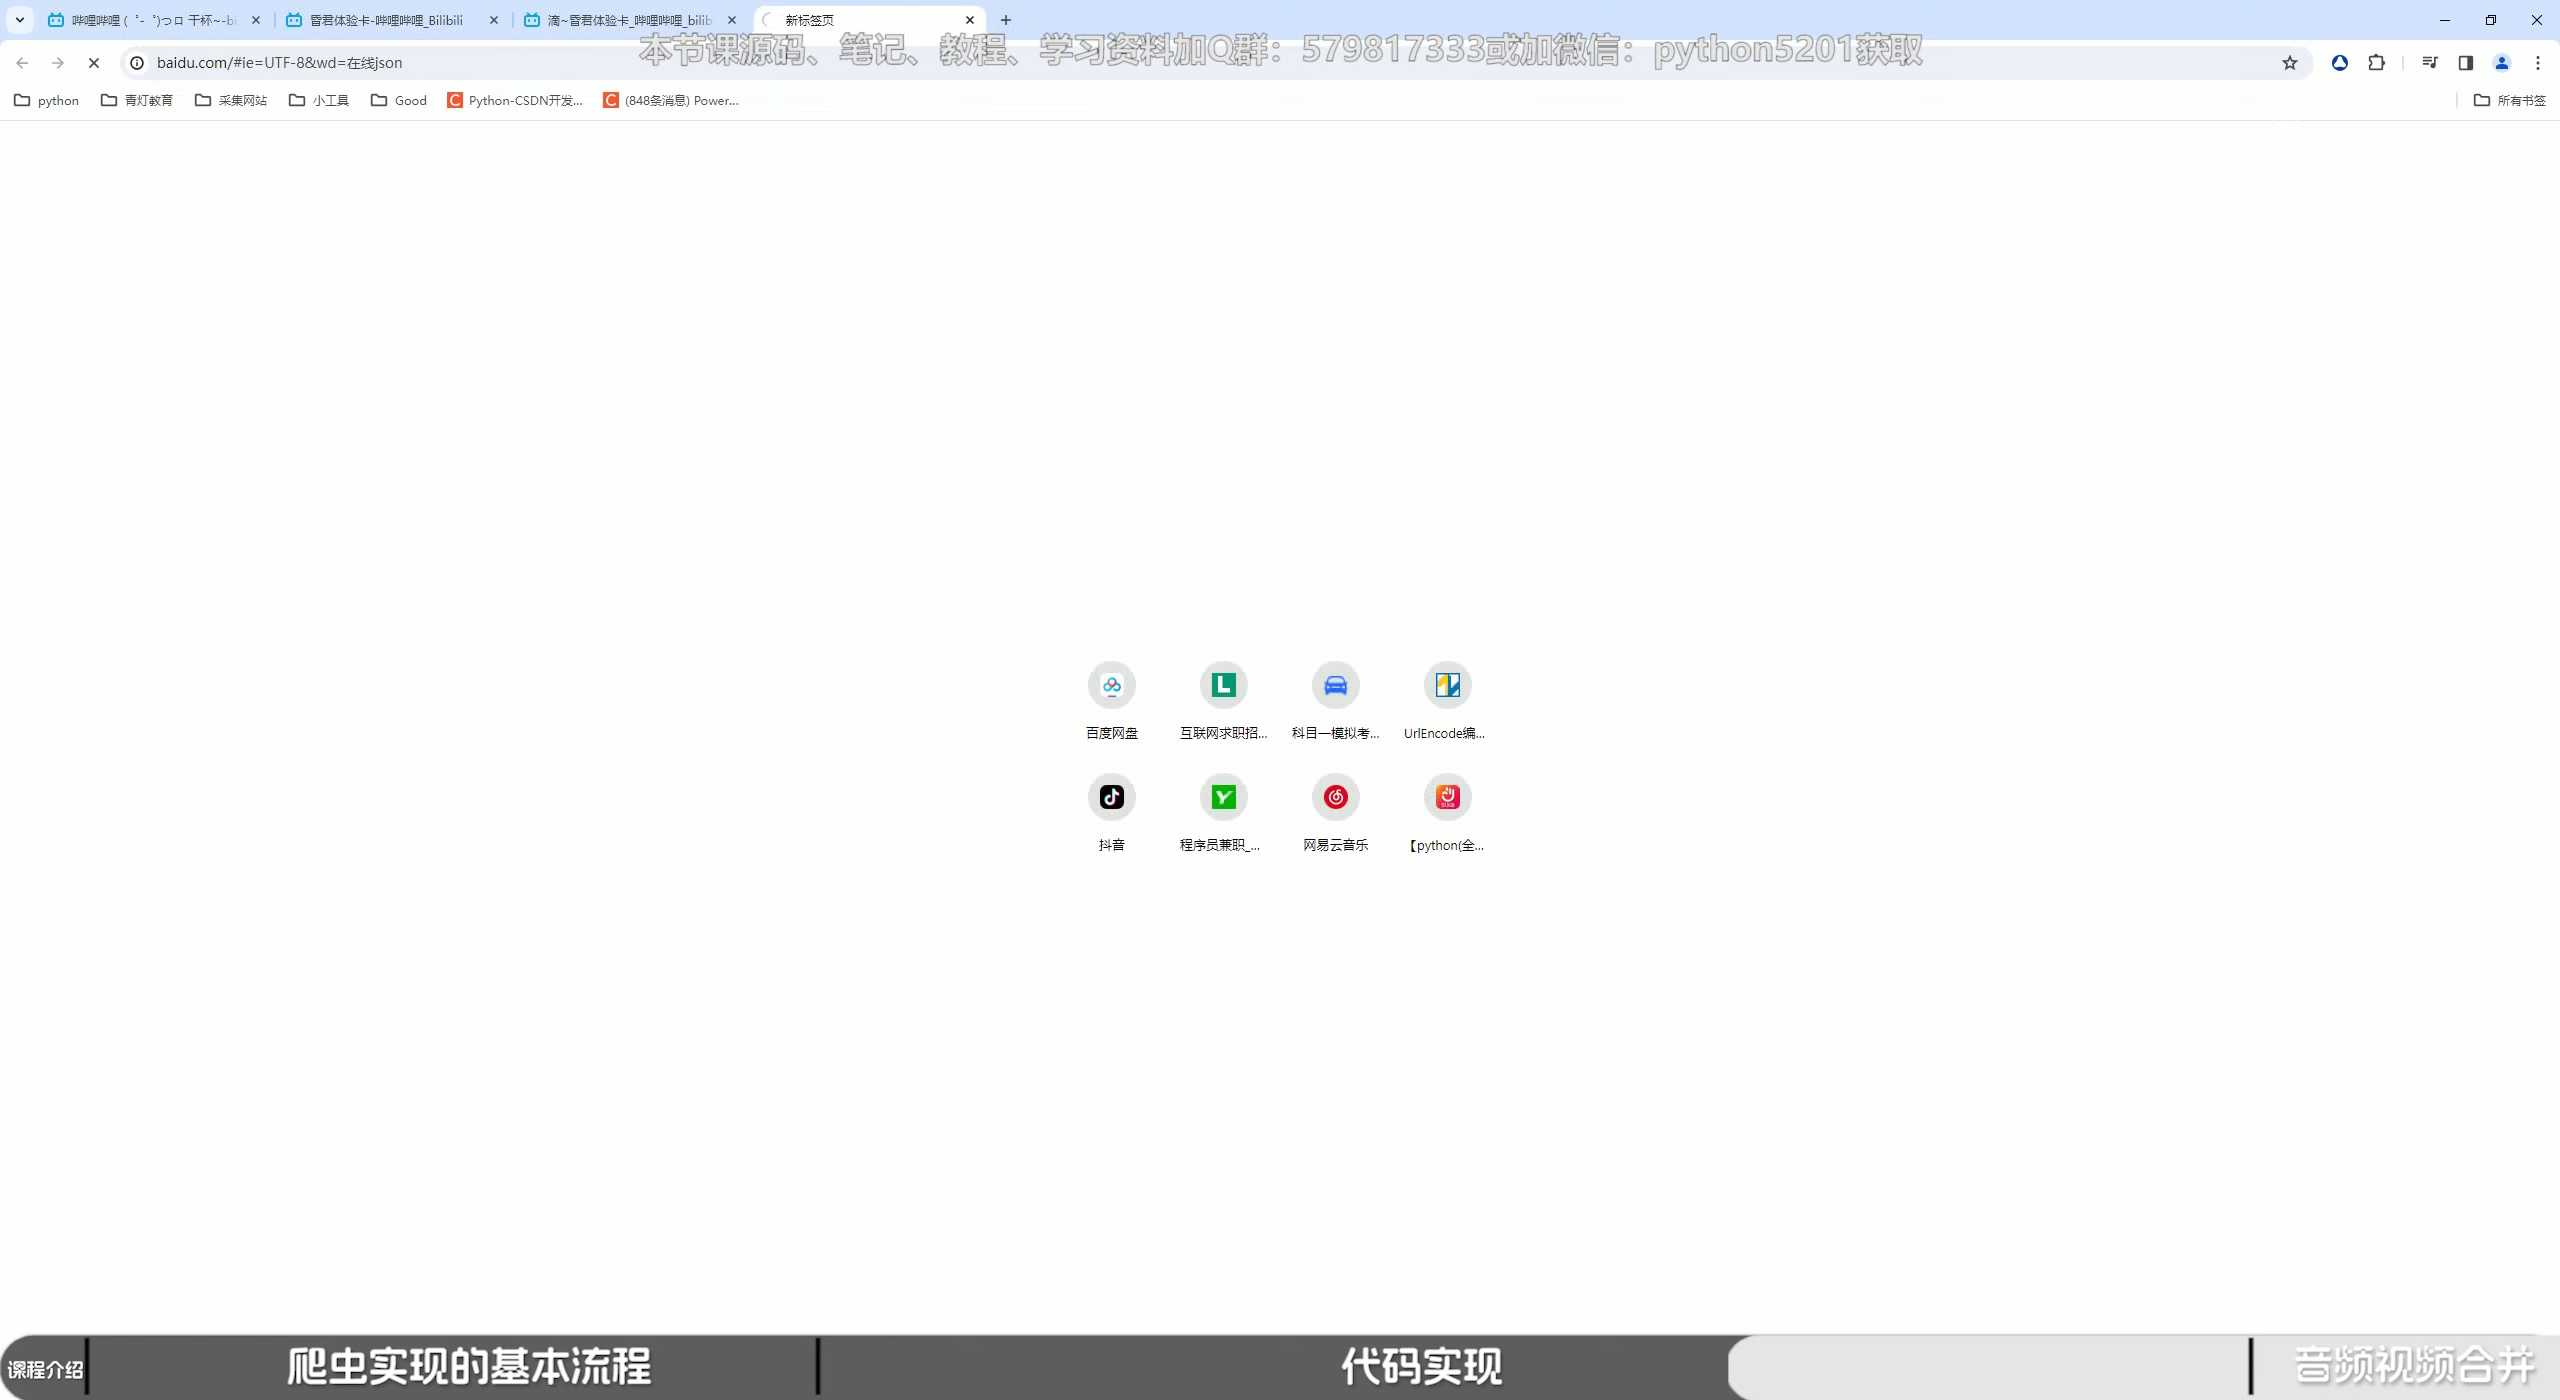 哔哩哔哩 (゜-゜)つロ 干杯~-bi
昏君体验卡-哔哩哔哩_Bilibili
滴~昏君体验卡_哔哩哔哩_bilib
新标签页
本节课源码、笔记、教程、学习资料加Q群：579817333或加微信：python5201获取
baidu.com/#ie=UTF-8&wd=在线json
python
青灯教育
采集网站
小工具
Good
Python-CSDN开发...
(848条消息) Power...
所有书签
百度网盘
互联网求职招...
科目一模拟考...
UrlEncode编...
抖音
程序员兼职_...
网易云音乐
【python(全...
课程介绍
爬虫实现的基本流程
代码实现
音频视频合并